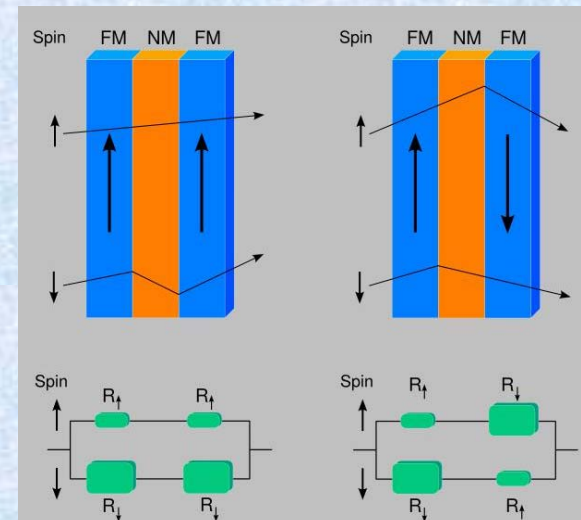 Spin FM NM FM
Spin FM NM FM
Spin
R↑ R↑
R↓ R↓
Spin
R↑ R↓
R↓ R↑